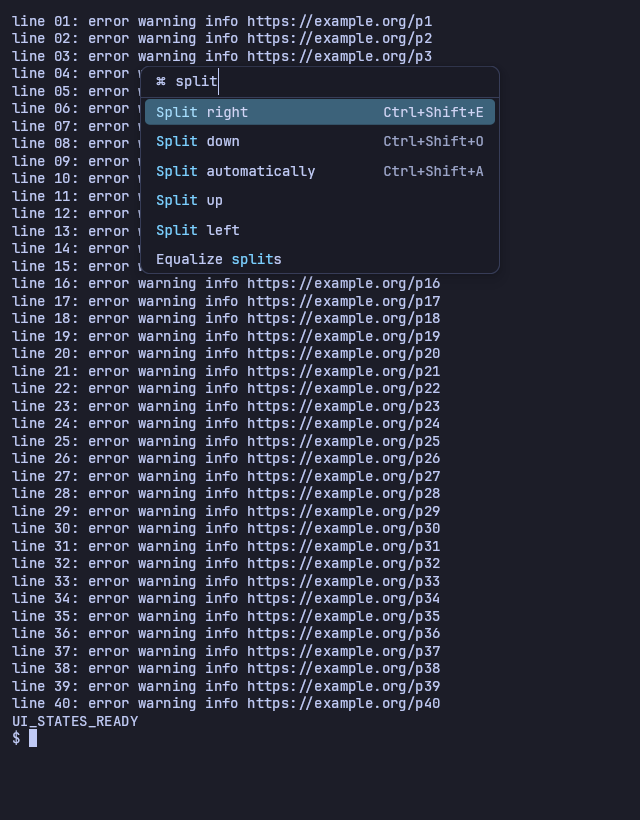 line 01: error warning info https://example.org/p1
line 02: error warning info https://example.org/p2
line 03: error warning info https://example.org/p3
line 04: error
line 05: error
line 06: error
line 07: error
line 08: error
line 09: error
line 10: error
line 11: error
line 12: error
line 13: error
line 14: error
line 15: error
⌘ split
Split right Ctrl+Shift+E
Split down Ctrl+Shift+O
Split automatically Ctrl+Shift+A
Split up
Split left
Equalize splits
line 16: error warning info https://example.org/p16
line 17: error warning info https://example.org/p17
line 18: error warning info https://example.org/p18
line 19: error warning info https://example.org/p19
line 20: error warning info https://example.org/p20
line 21: error warning info https://example.org/p21
line 22: error warning info https://example.org/p22
line 23: error warning info https://example.org/p23
line 24: error warning info https://example.org/p24
line 25: error warning info https://example.org/p25
line 26: error warning info https://example.org/p26
line 27: error warning info https://example.org/p27
line 28: error warning info https://example.org/p28
line 29: error warning info https://example.org/p29
line 30: error warning info https://example.org/p30
line 31: error warning info https://example.org/p31
line 32: error warning info https://example.org/p32
line 33: error warning info https://example.org/p33
line 34: error warning info https://example.org/p34
line 35: error warning info https://example.org/p35
line 36: error warning info https://example.org/p36
line 37: error warning info https://example.org/p37
line 38: error warning info https://example.org/p38
line 39: error warning info https://example.org/p39
line 40: error warning info https://example.org/p40
UI_STATES_READY
$